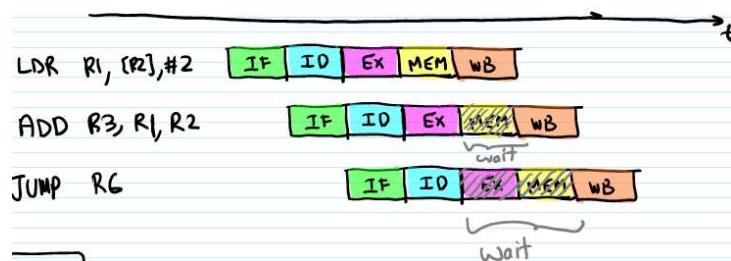 t
LDR R1, [R2], #2 IF ID EX MEM WB
ADD R3, R1, R2 IF ID EX MEM WB
wait
JUMP R6 IF ID EX MEM WB
Wait